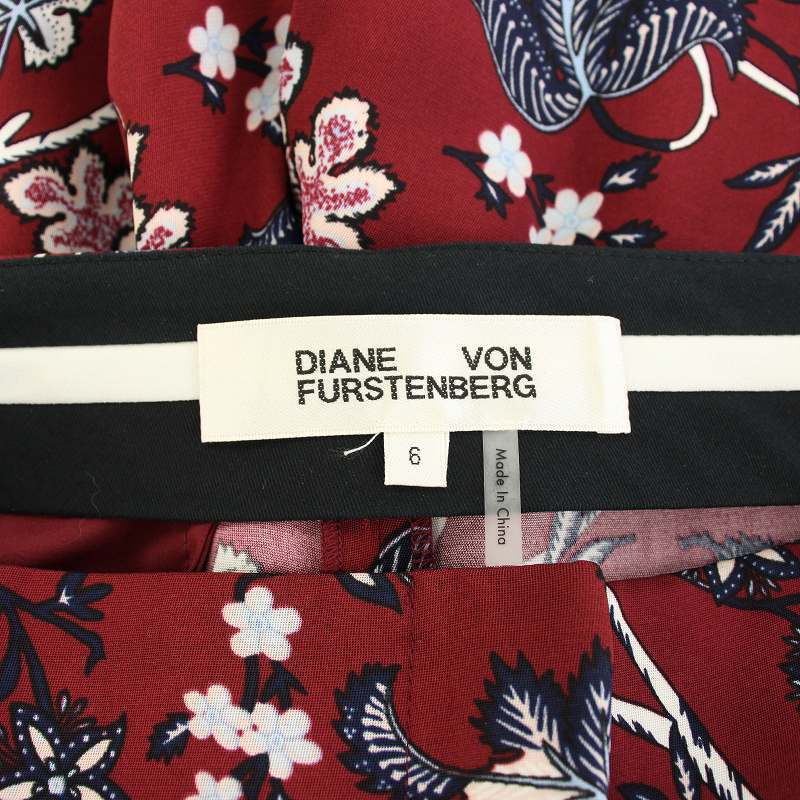 DIANE VON
FURSTENBERG
6
Made In China